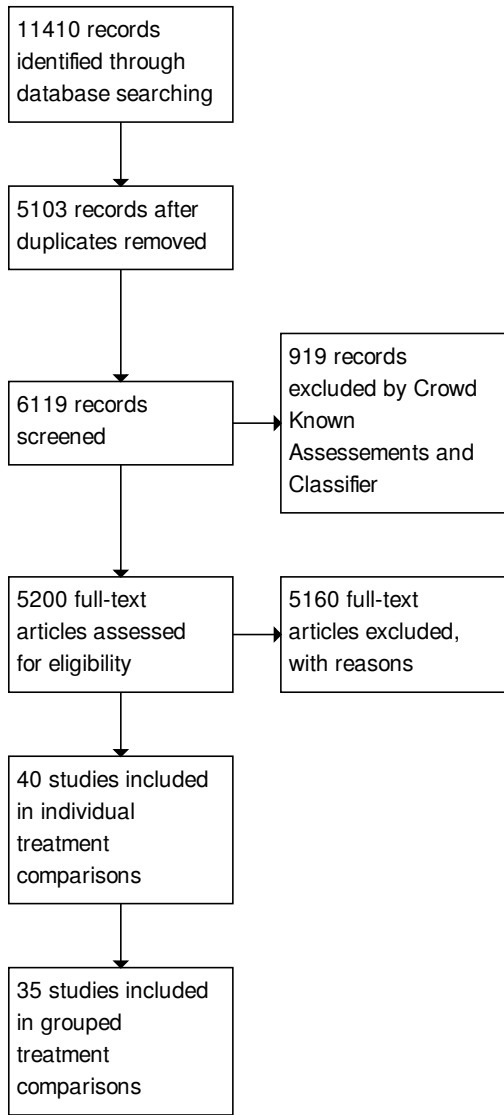 11410 records
identified through
database searching
5103 records after
duplicates removed
6119 records
screened
919 records
excluded by Crowd
Known
Assessements and
Classifier
5200 full-text
articles assessed
for eligibility
5160 full-text
articles excluded,
with reasons
40 studies included
in individual
treatment
comparisons
35 studies included
in grouped
treatment
comparisons